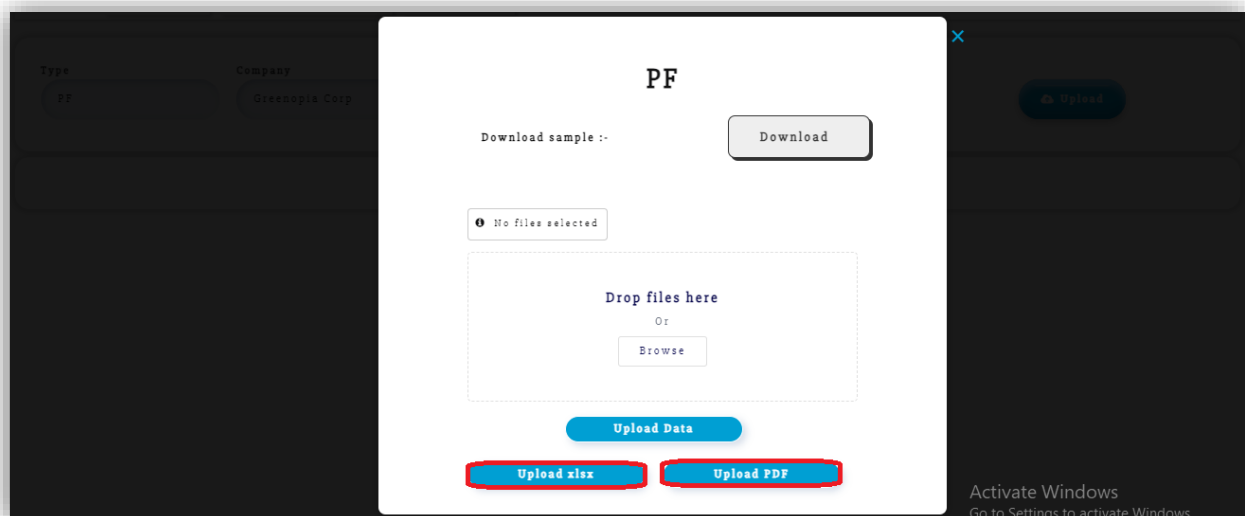 PF
Download sample :-
Download
No files selected
Drop files here
Or
Browse
Upload Data
Upload xlsx
Upload PDF
Type
Company
PF
Greenopia Corp
Upload
Activate Windows
Go to Settings to activate Windows